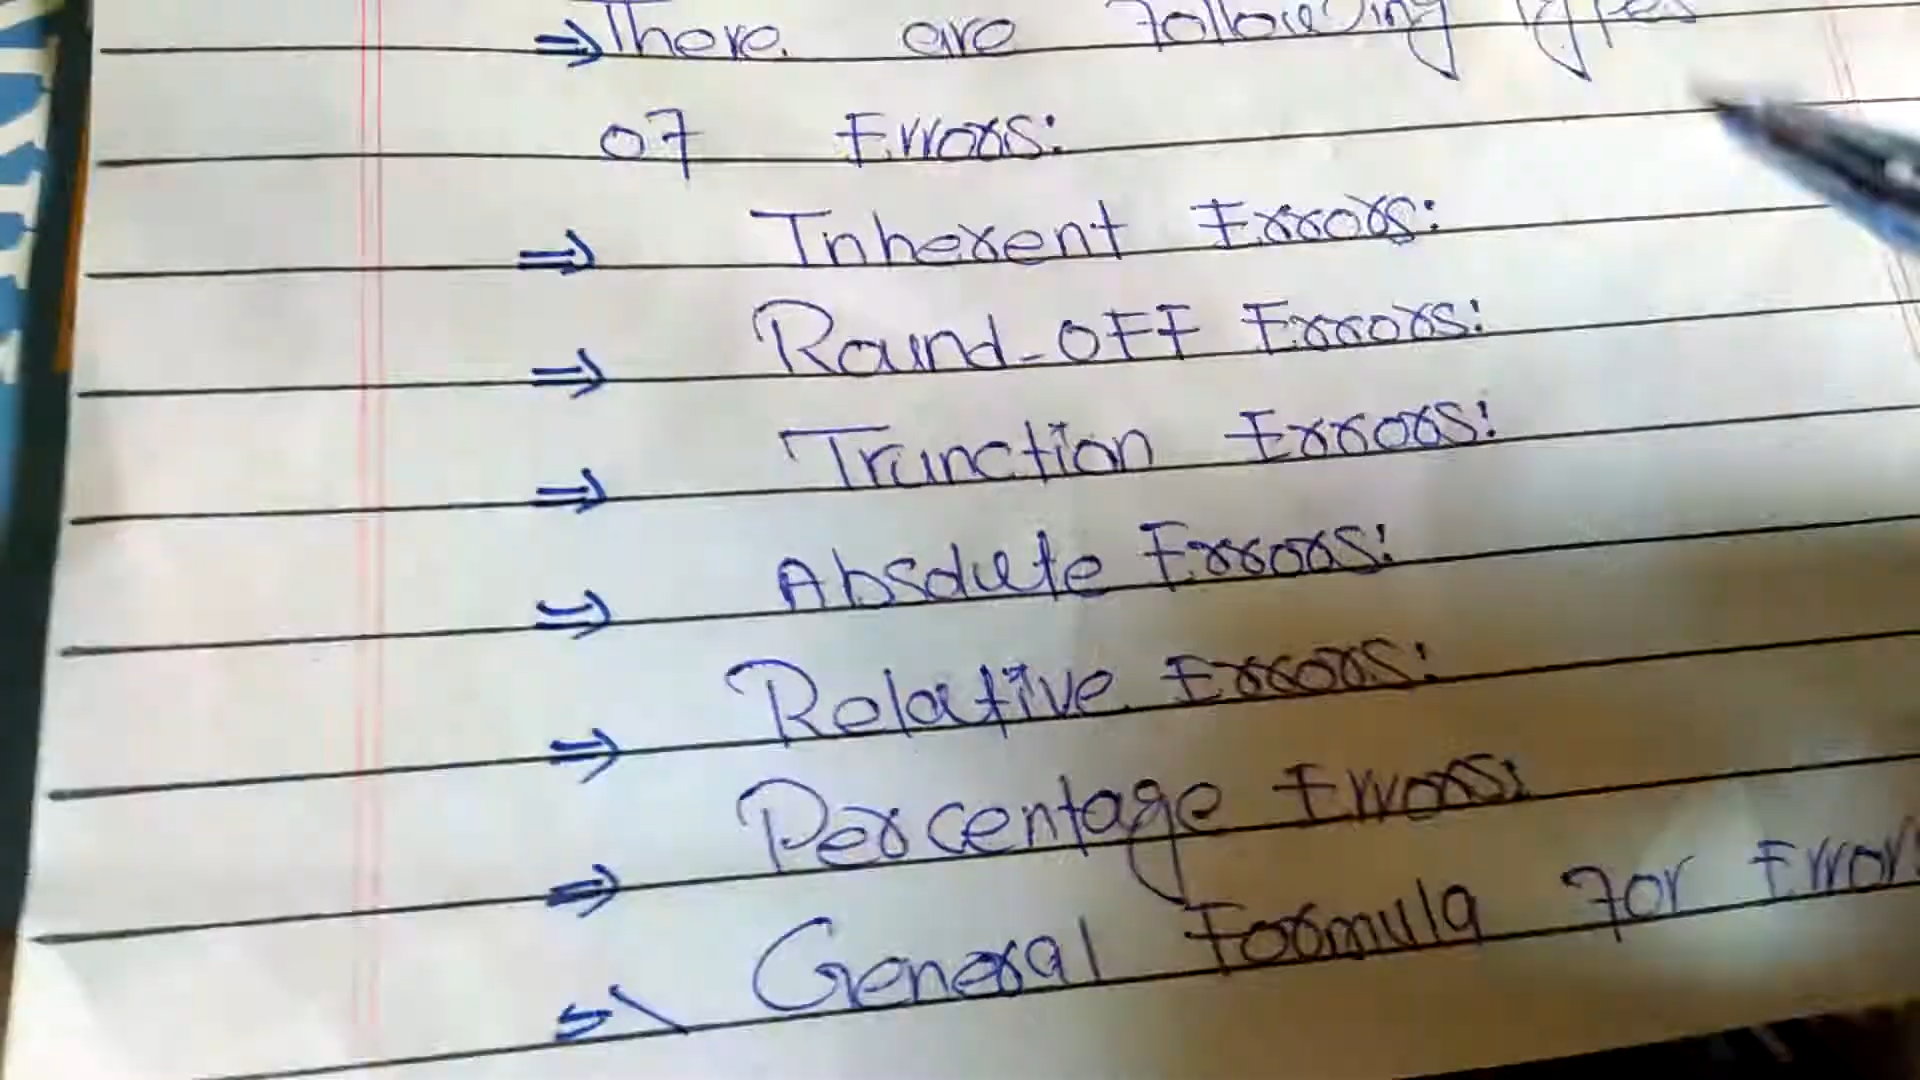 ⇒ There are following types
of Errors:
⇒ Inherent Errors:
⇒ Round-off Errors:
⇒ Trunction Errors:
⇒ Absolute Errors:
⇒ Relative Errors:
⇒ Percentage Errors:
⇒ General Formula for Errors